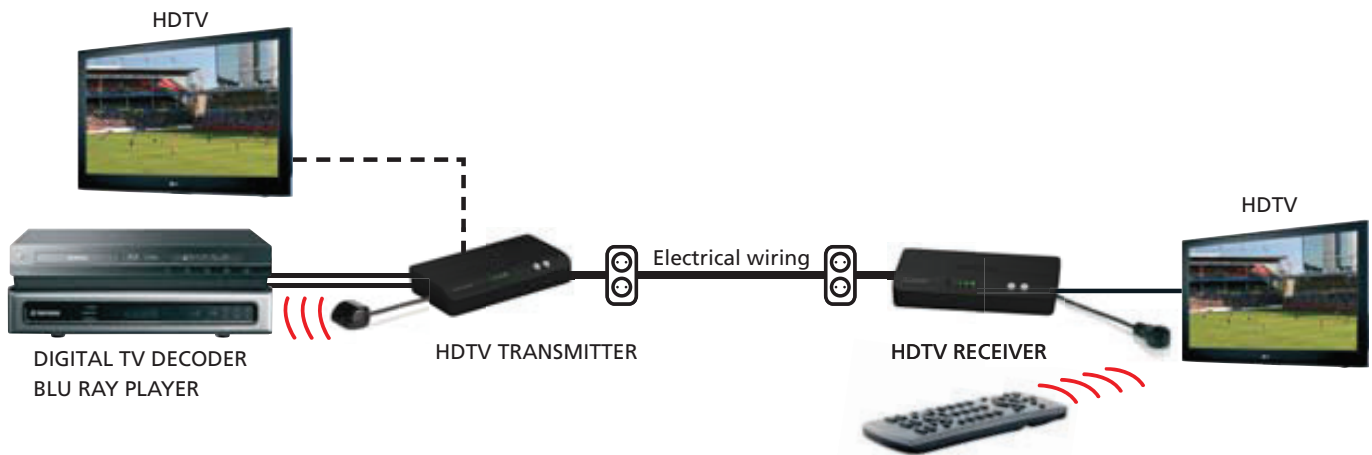 HDTV
Electrical wiring
HDTV
DIGITAL TV DECODER
BLU RAY PLAYER
HDTV TRANSMITTER
HDTV RECEIVER